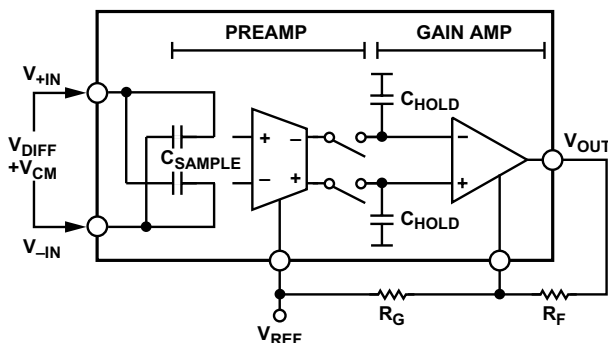 PREAMP
GAIN AMP
V+IN
CHOLD
VDIFF
+VCM
CSAMPLE
+
–
–
+
–
+
VOUT
V–IN
CHOLD
VREF
RG
RF